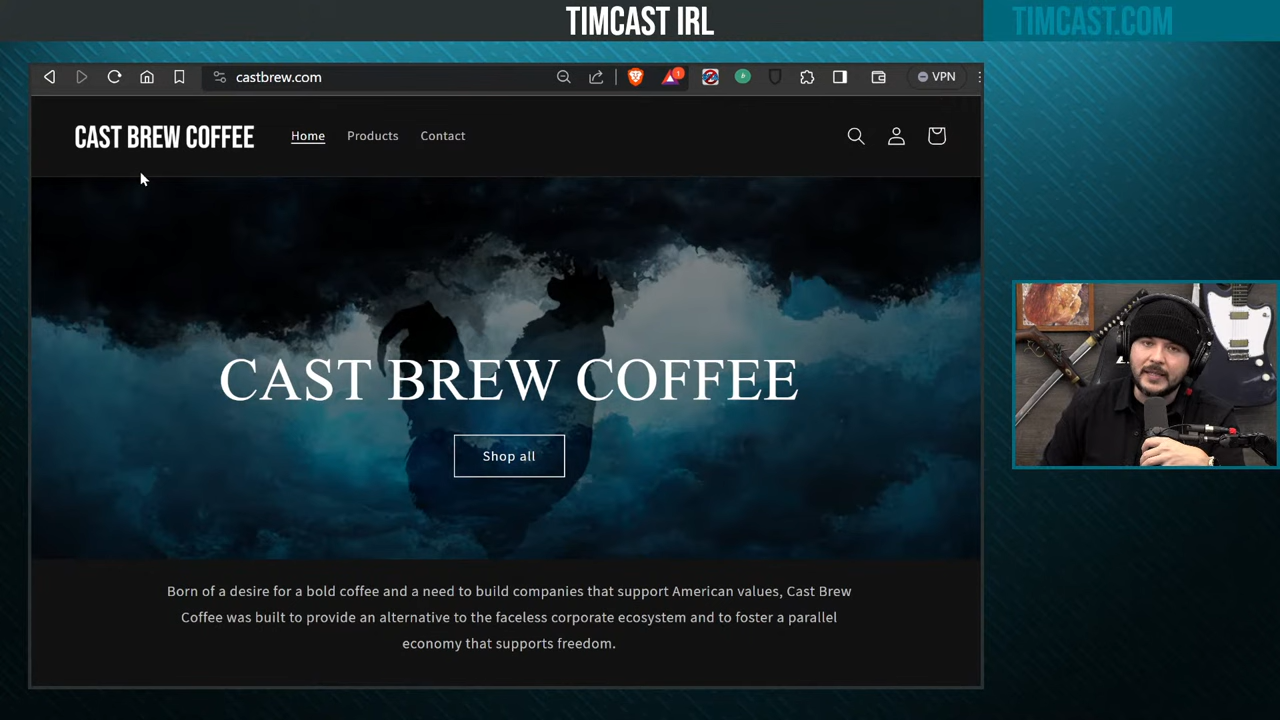 TIMCAST IRL
TIMCAST.COM
castbrew.com
1
VPN
CAST BREW COFFEE
Home
Products
Contact
CAST BREW COFFEE
Shop all
Born of a desire for a bold coffee and a need to build companies that support American values, Cast Brew
Coffee was built to provide an alternative to the faceless corporate ecosystem and to foster a parallel
economy that supports freedom.